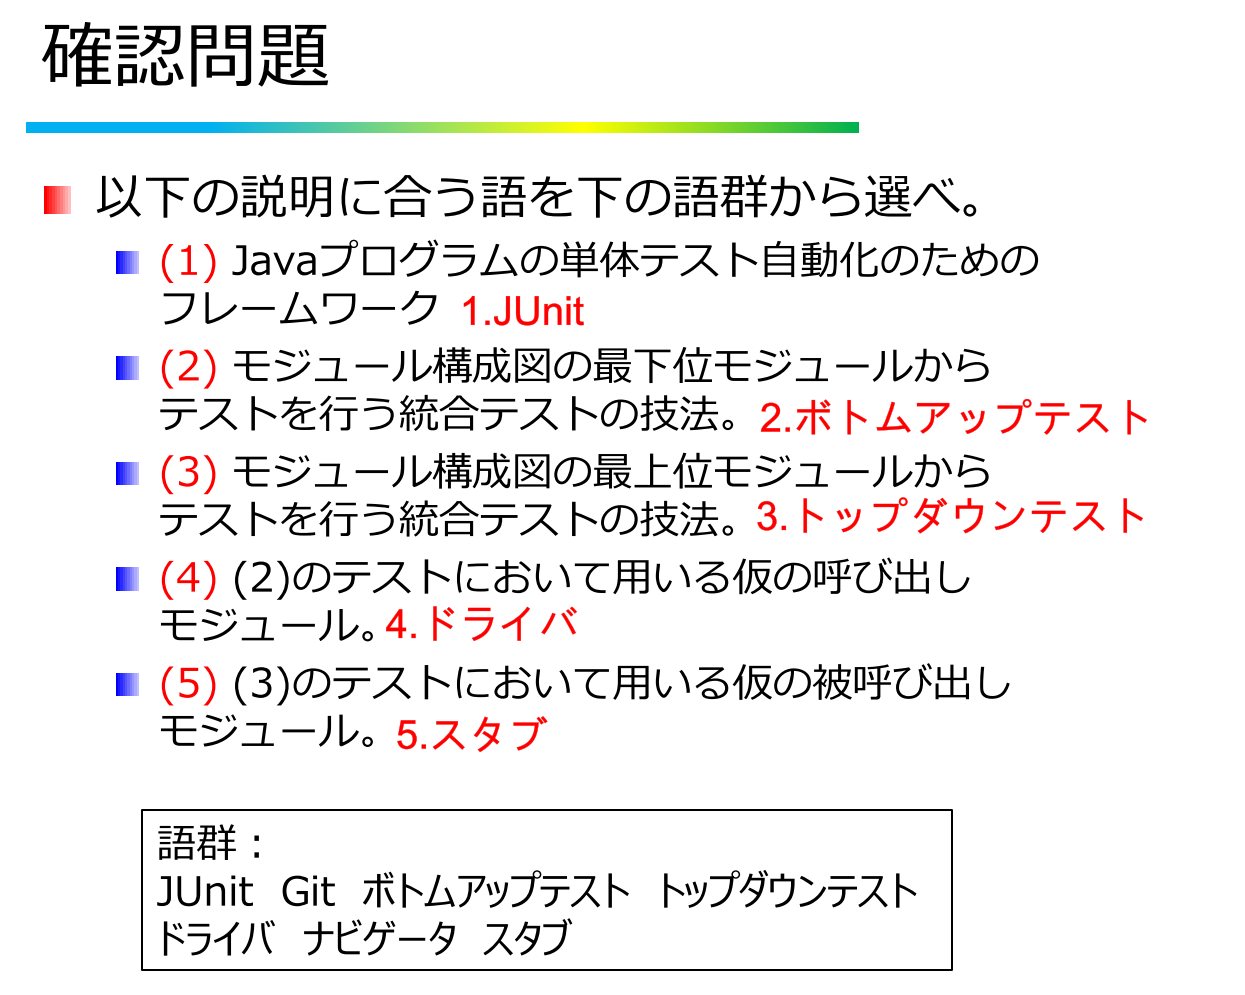 確認問題
以下の説明に合う語を下の語群から選べ。
(1) Javaプログラムの単体テスト自動化のための
フレームワーク 1.JUnit
(2) モジュール構成図の最下位モジュールから
テストを行う統合テストの技法。 2.ボトムアップテスト
(3) モジュール構成図の最上位モジュールから
テストを行う統合テストの技法。 3.トップダウンテスト
(4) (2)のテストにおいて用いる仮の呼び出し
モジュール。 4.ドライバ
(5) (3)のテストにおいて用いる仮の被呼び出し
モジュール。 5.スタブ
語群：
JUnit　Git　ボトムアップテスト　トップダウンテスト
ドライバ　ナビゲータ　スタブ